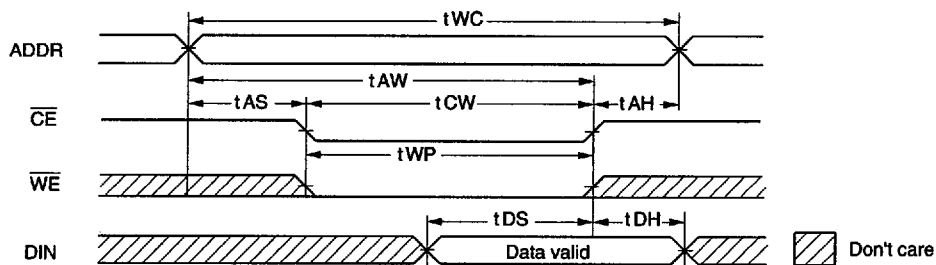 tWC
ADDR
tAW
tAS
tCW
tAH
CE
tWP
WE
tDS
tDH
DIN
Data valid
Don't care